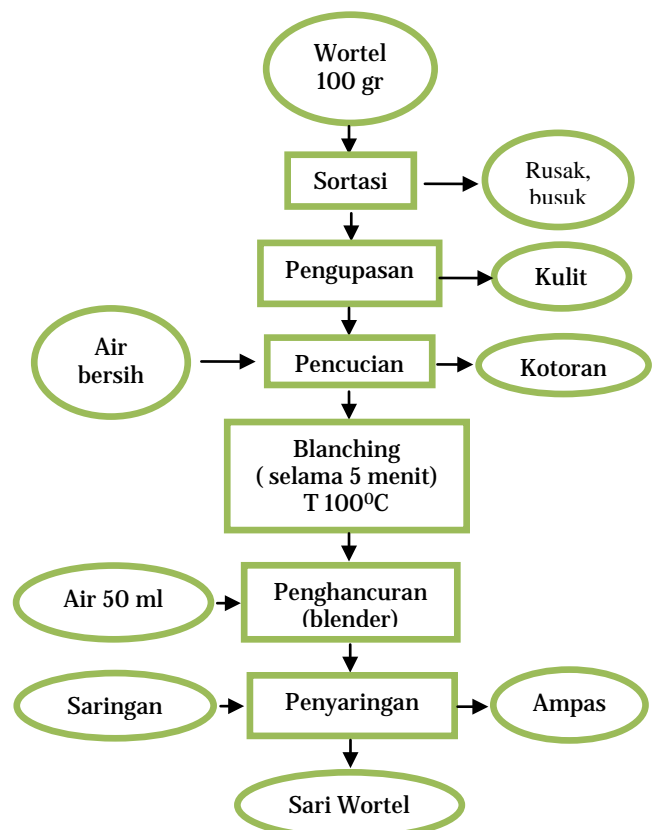 Wortel
100 gr
Sortasi
Rusak,
busuk
Pengupasan
Kulit
Air
bersih
Pencucian
Kotoran
Blanching
( selama 5 menit)
T 100⁰C
Air 50 ml
Penghancuran
(blender)
Saringan
Penyaringan
Ampas
Sari Wortel